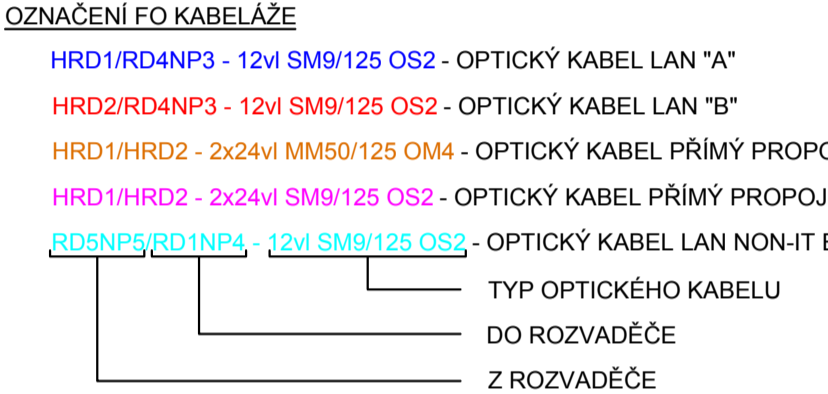 OZNAČENÍ FO KABELÁŽE
HRD1/RD4NP3 - 12vl SM9/125 OS2 - OPTICKÝ KABEL LAN "A"
HRD2/RD4NP3 - 12vl SM9/125 OS2 - OPTICKÝ KABEL LAN "B"
HRD1/HRD2 - 2x24vl MM50/125 OM4 - OPTICKÝ KABEL PŘÍMÝ
HRD1/HRD2 - 2x24vl SM9/125 OS2 - OPTICKÝ KABEL PŘÍMÝ
RD5NP5/RD1NP4 - 12vl SM9/125 OS2 - OPTICKÝ KABEL LAN NON-IT
TYP OPTICKÉHO KABELU
DO ROZVADĚČE
Z ROZVADĚČE